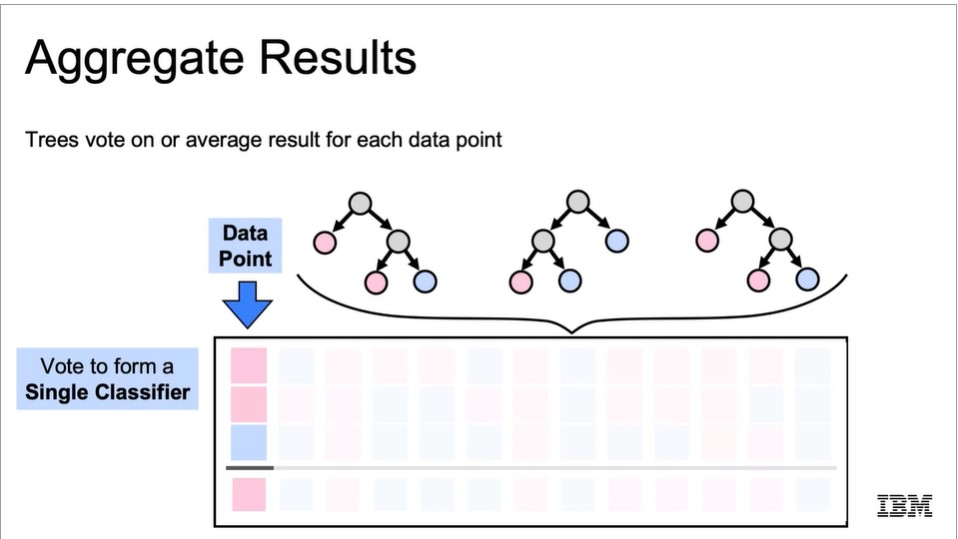 Aggregate Results
Trees vote on or average result for each data point
Data
Point
Vote to form a
Single Classifier
IBM